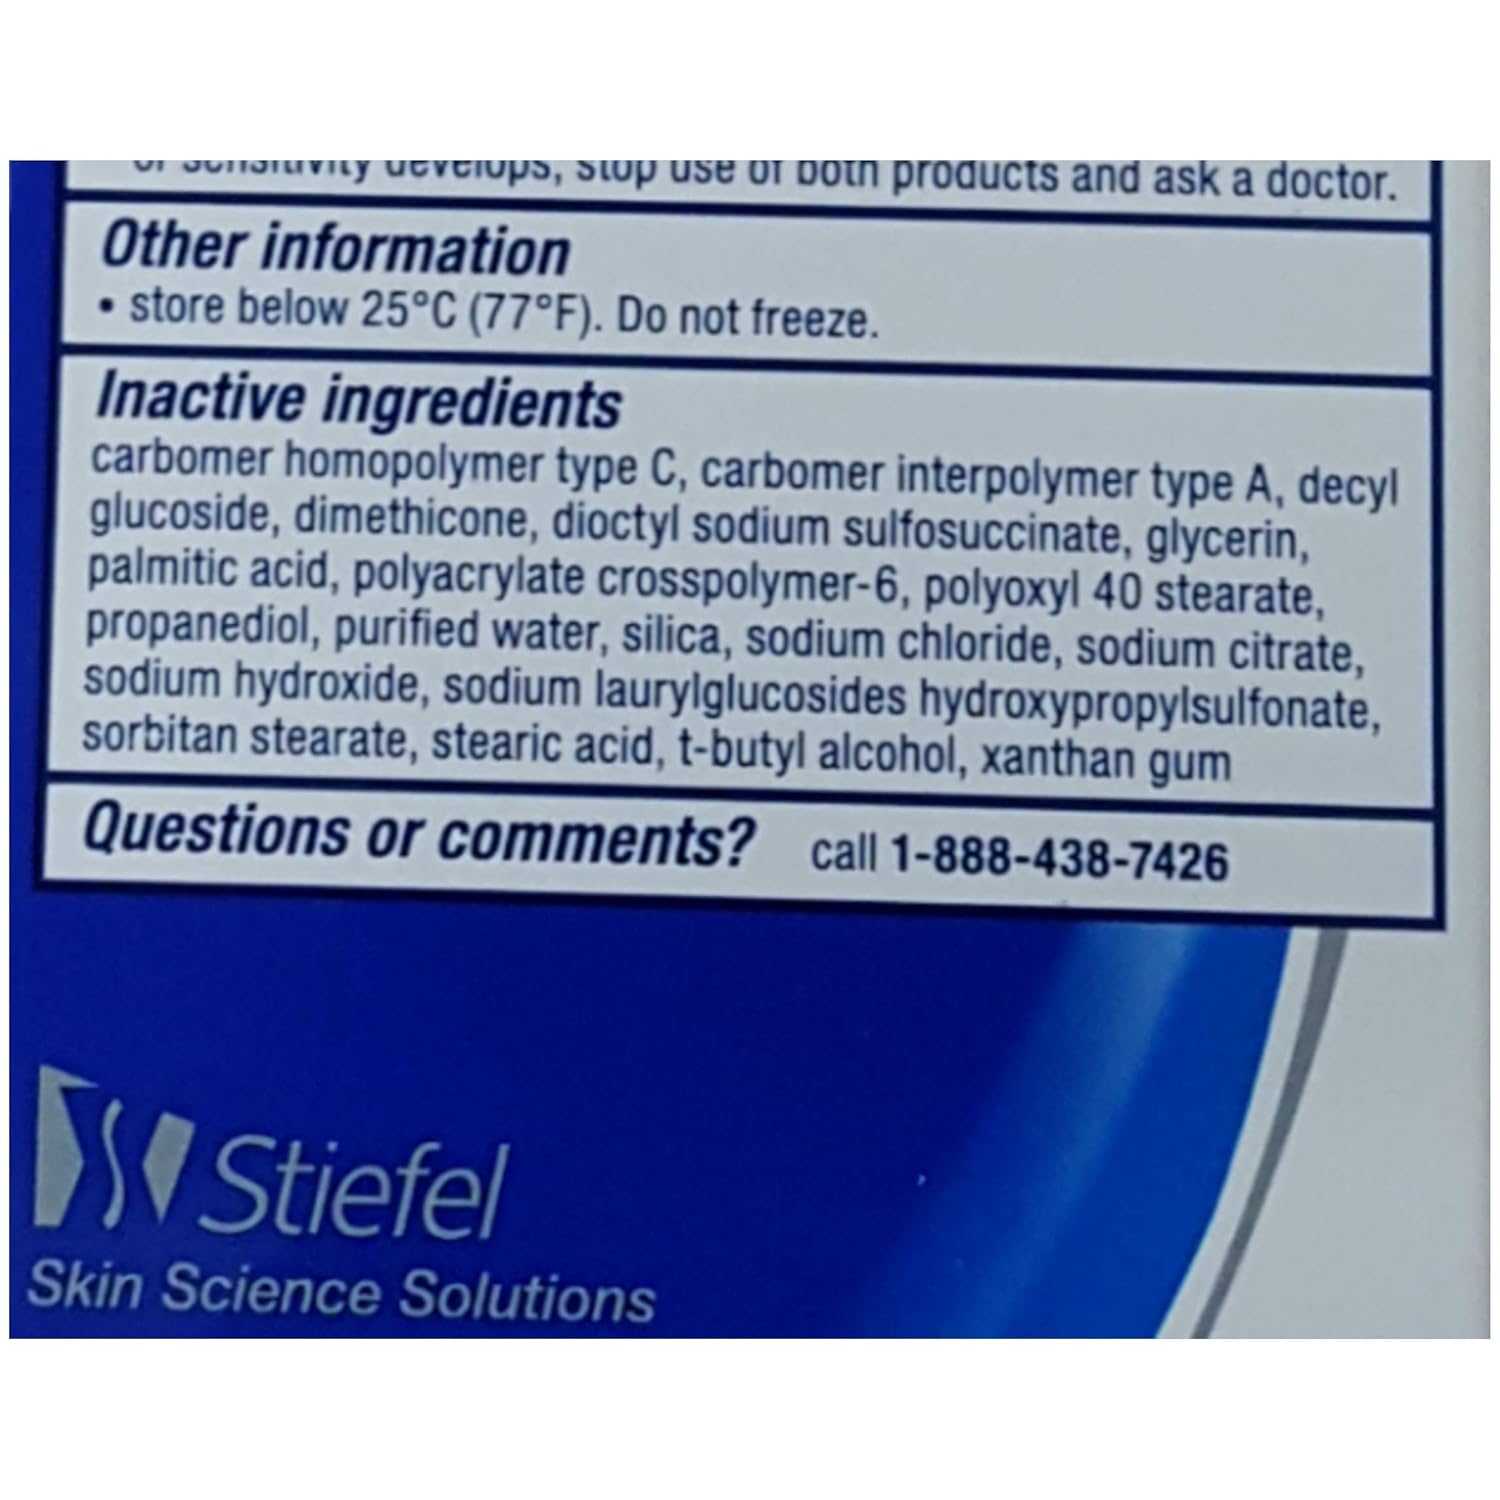 or sensitivity develops, stop use of both products and ask a doctor.
Other information
• store below 25°C (77°F). Do not freeze.
Inactive ingredients
carbomer homopolymer type C, carbomer interpolymer type A, decyl
glucoside, dimethicone, dioctyl sodium sulfosuccinate, glycerin,
palmitic acid, polyacrylate crosspolymer-6, polyoxyl 40 stearate,
propanediol, purified water, silica, sodium chloride, sodium citrate,
sodium hydroxide, sodium laurylglucosides hydroxypropylsulfonate,
sorbitan stearate, stearic acid, t-butyl alcohol, xanthan gum
Questions or comments? call 1-888-438-7426
Stiefel
Skin Science Solutions